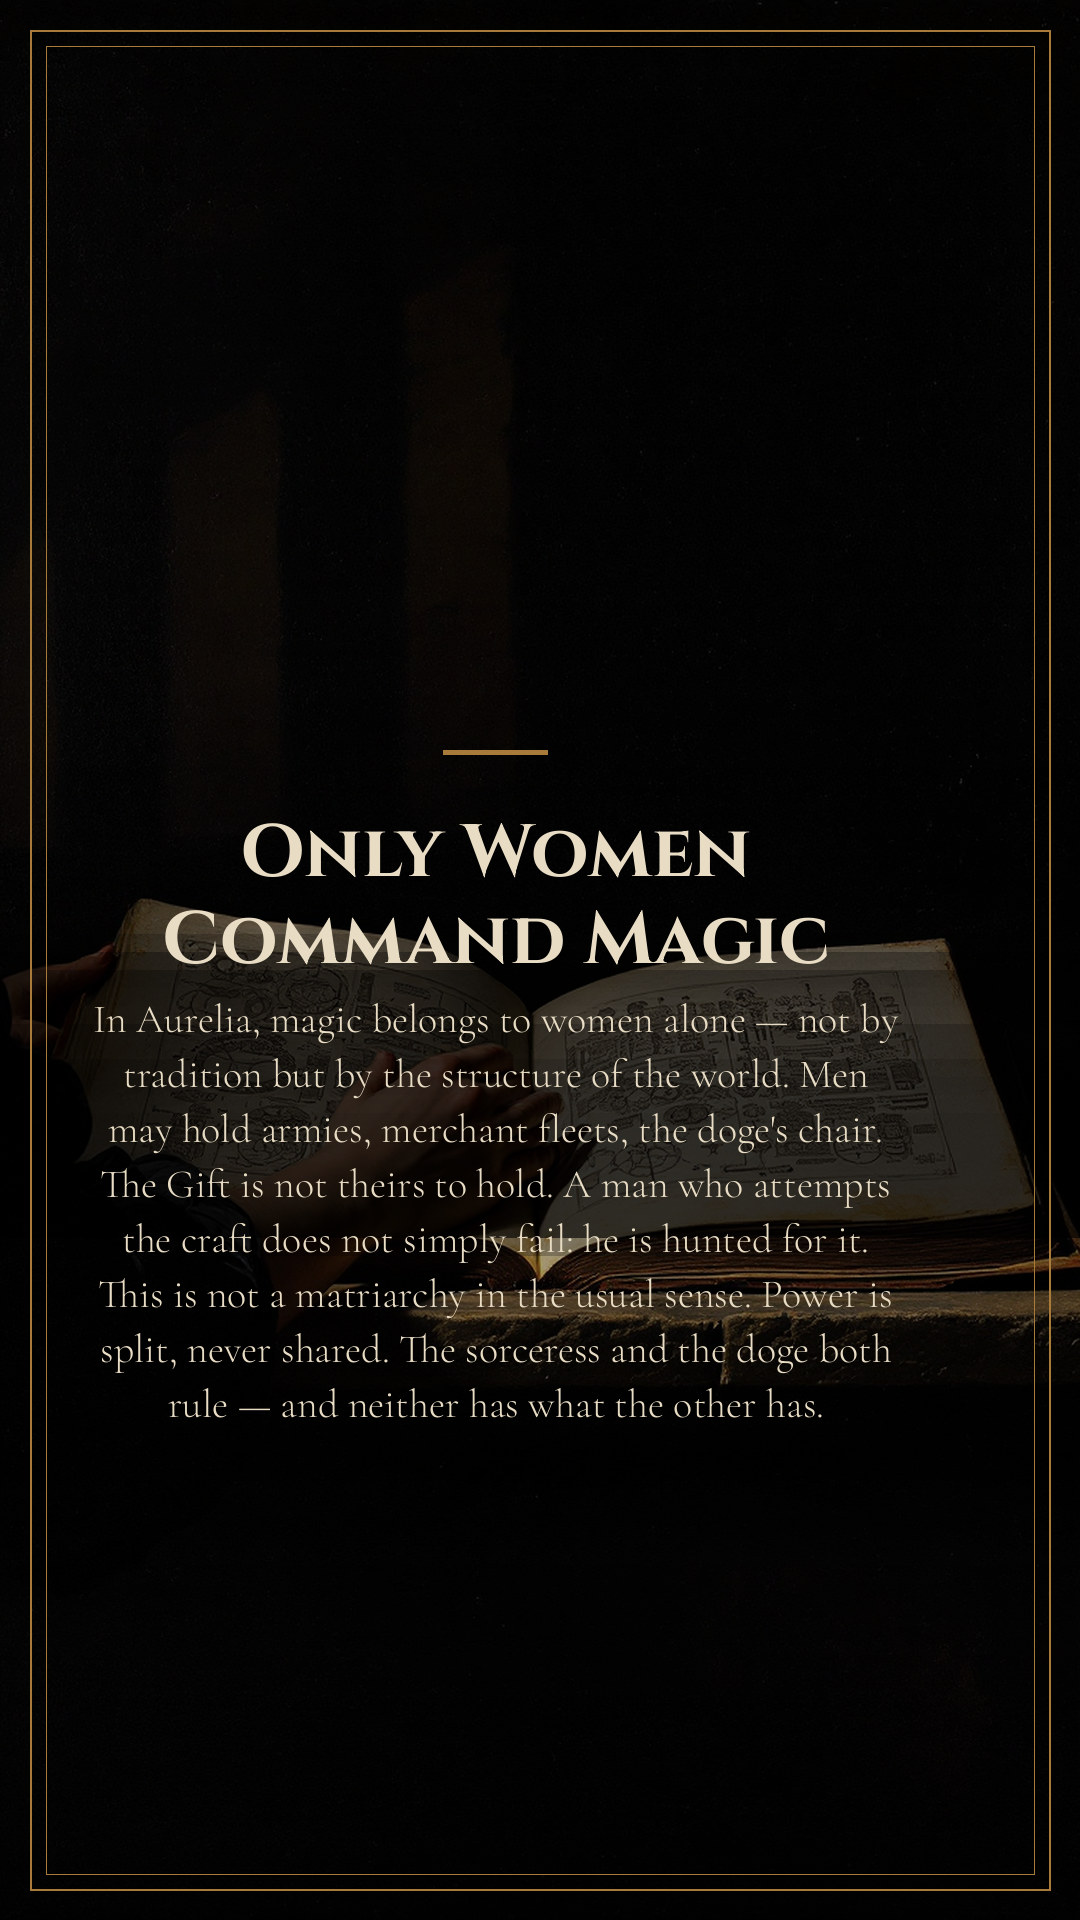 Only Women
Command Magic
In Aurelia, magic belongs to women alone — not by
tradition but by the structure of the world. Men
may hold armies, merchant fleets, the doge's chair.
The Gift is not theirs to hold. A man who attempts
the craft does not simply fail: he is hunted for it.
This is not a matriarchy in the usual sense. Power is
split, never shared. The sorceress and the doge both
rule — and neither has what the other has.